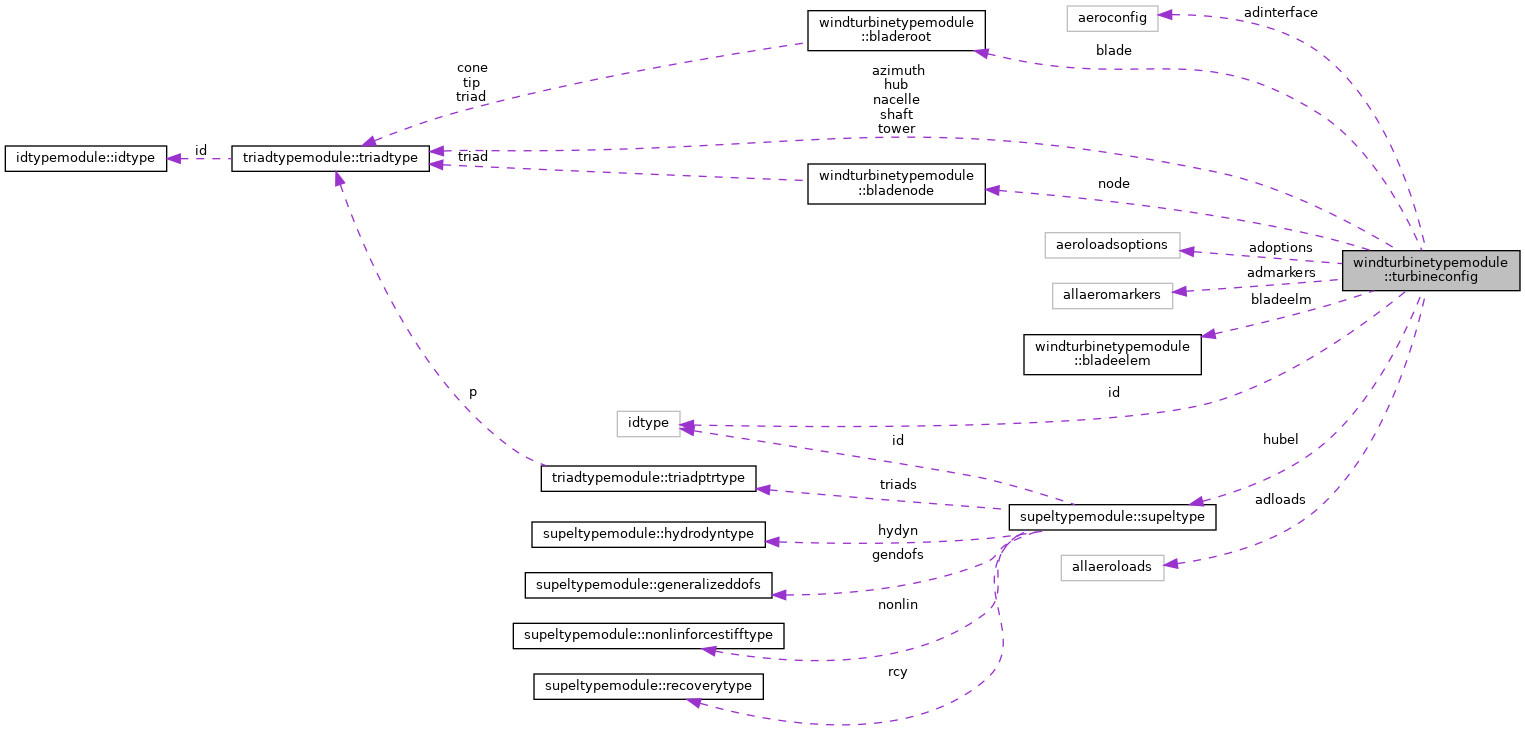 aeroconfig
adinterface
windturbinetypemodule
::bladeroot
blade
cone
tip
triad
azimuth
hub
nacelle
shaft
tower
idtypemodule::idtype
id
triadtypemodule::triadtype
triad
windturbinetypemodule
::bladenode
node
aeroloadsoptions
adoptions
windturbinetypemodule
::turbineconfig
admarkers
allaeromarkers
bladeelm
windturbinetypemodule
::bladeelem
p
id
idtype
id
hubel
triadtypemodule::triadptrtype
triads
adloads
supeltypemodule::supeltype
supeltypemodule::hydrodyntype
hydyn
gendofs
allaeroloads
supeltypemodule::generalizeddofs
nonlin
supeltypemodule::nonlinforcestifftype
rcy
supeltypemodule::recoverytype